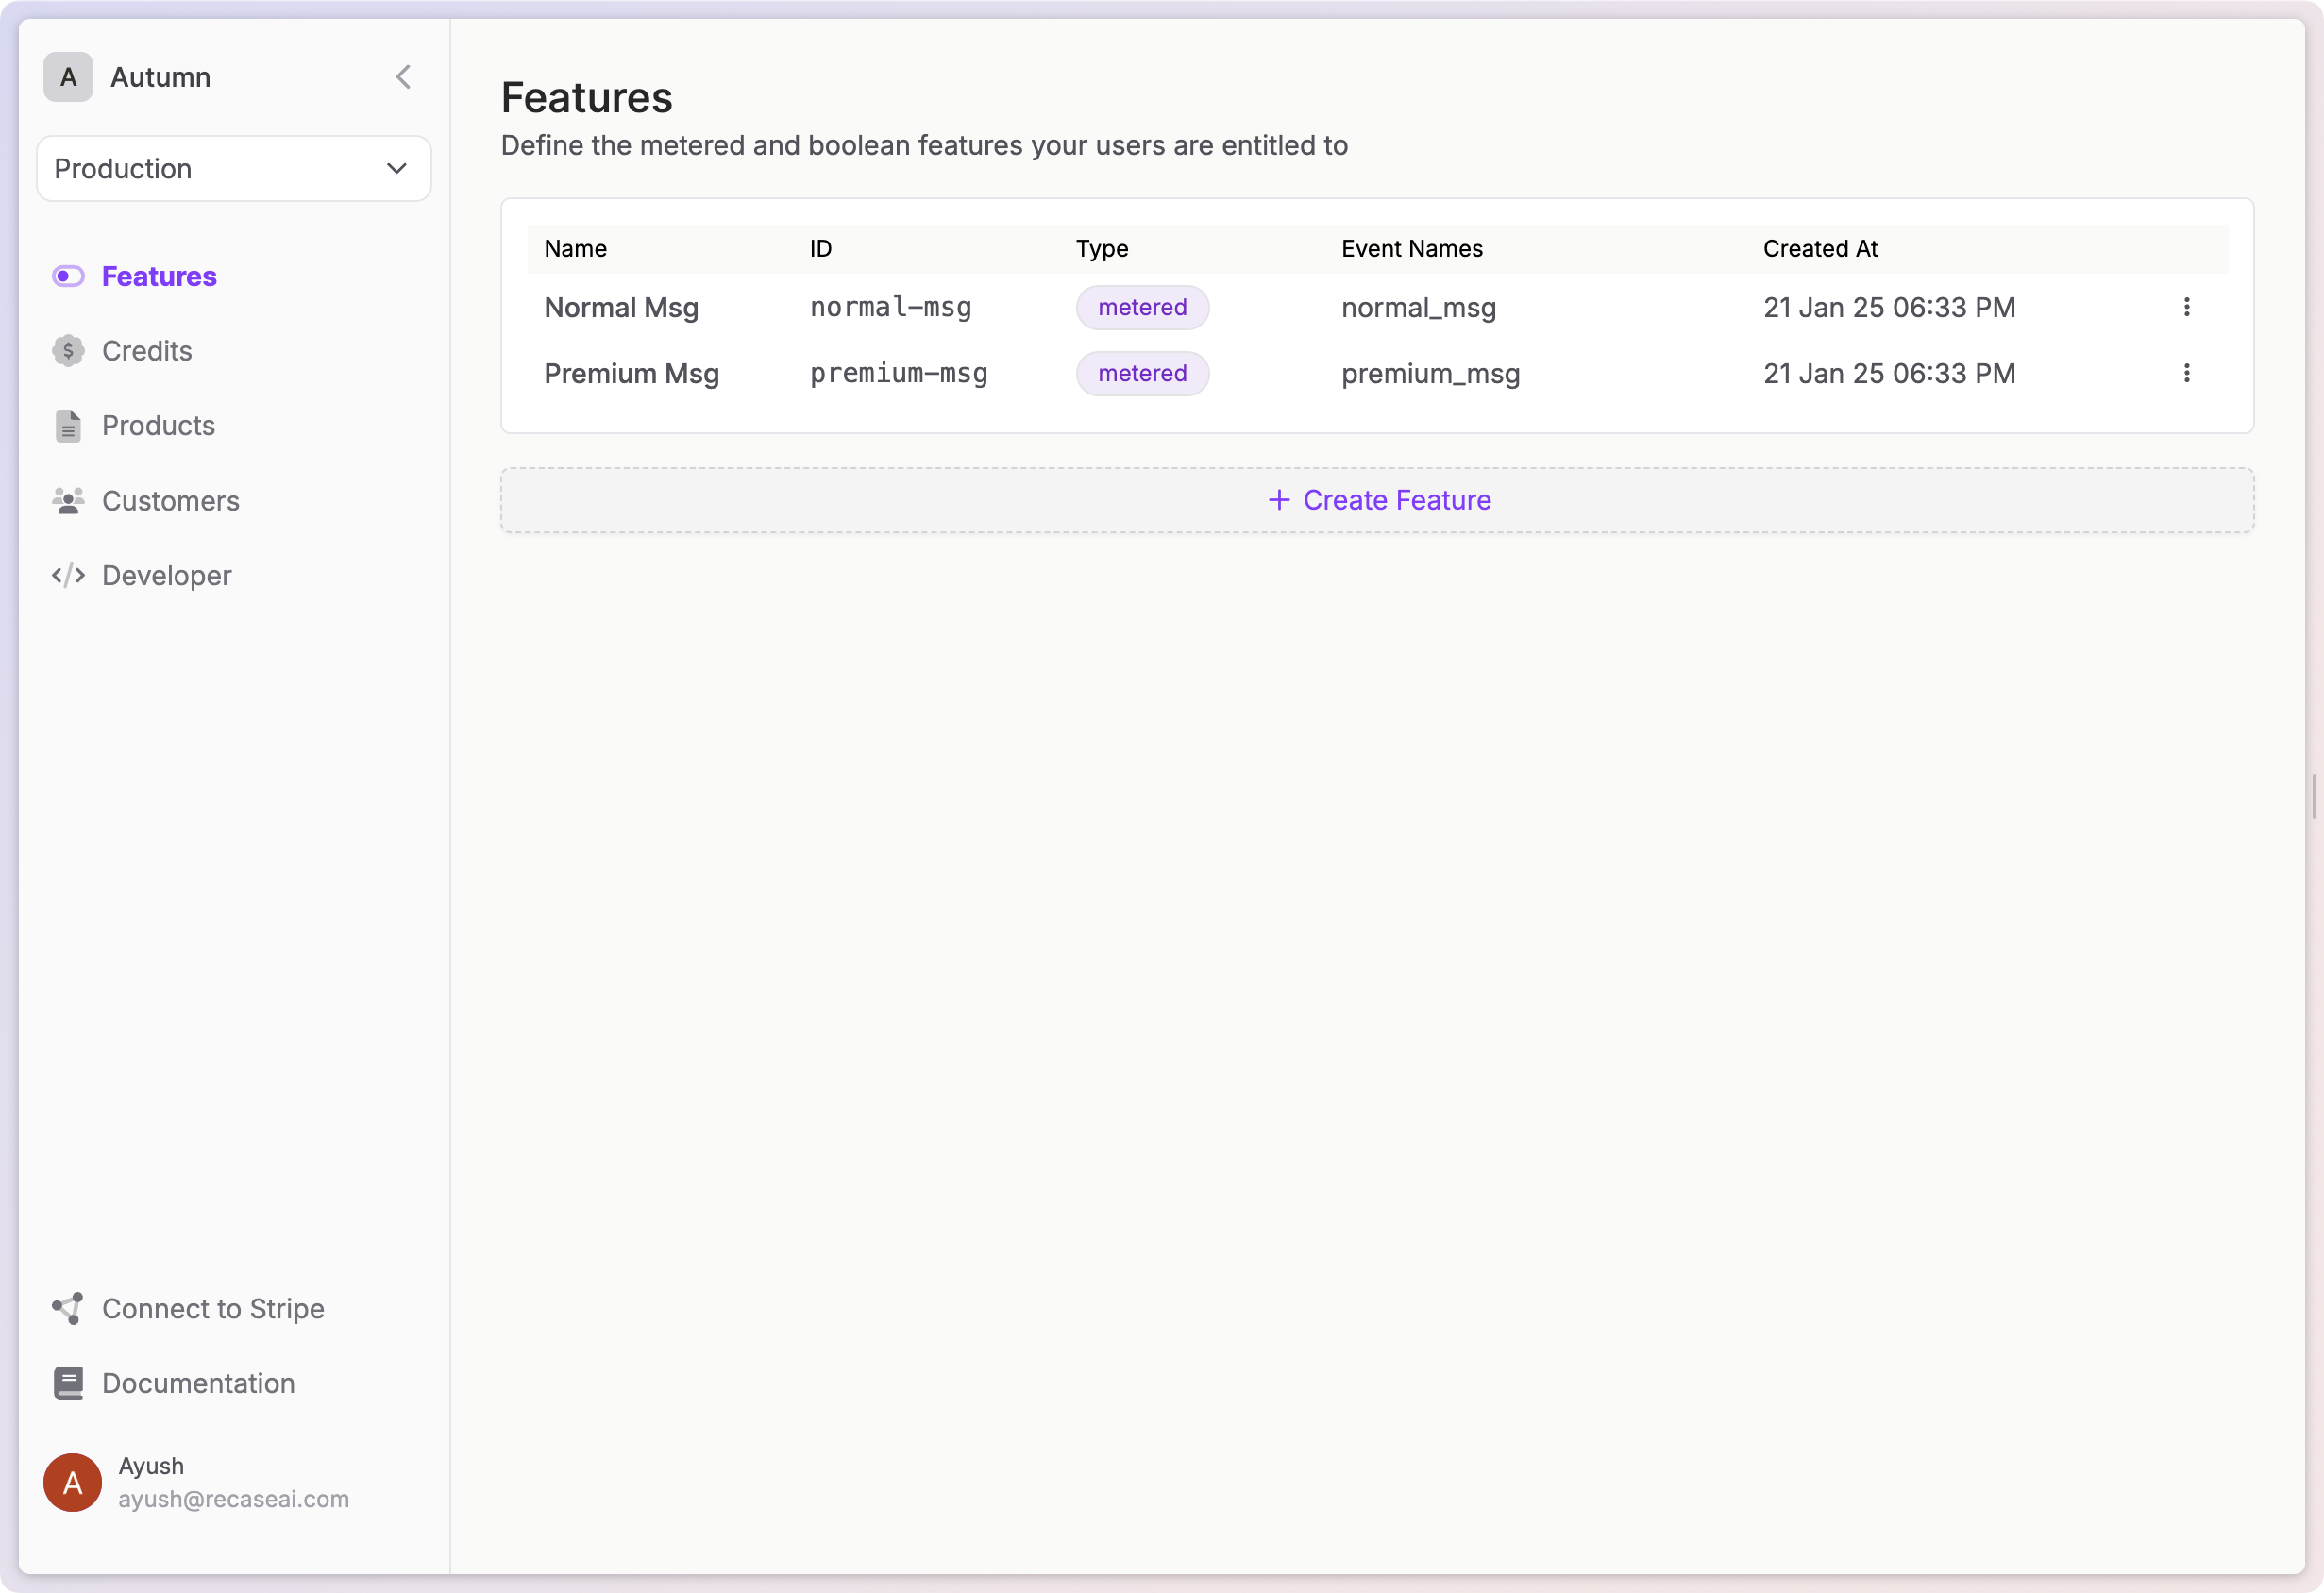 A Autumn
Production
Features
Credits
Products
Customers
Developer
Connect to Stripe
Documentation
A
Ayush
ayush@recaseai.com
Features
Define the metered and boolean features your users are entitled to
Name ID Type Event Names Created At
Normal Msg normal-msg metered normal_msg 21 Jan 25 06:33 PM
Premium Msg premium-msg metered premium_msg 21 Jan 25 06:33 PM
+ Create Feature